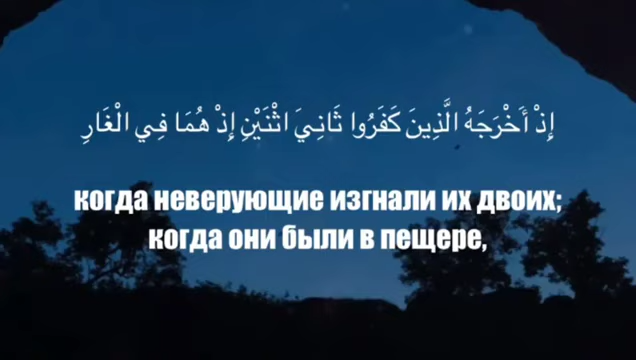 إِذْ أَخْرَجَهُ الَّذِينَ كَفَرُوا ثَانِيَ اثْنَيْنِ إِذْ هُمَا فِي الْغَارِ
когда неверующие изгнали их двоих;
когда они были в пещере,